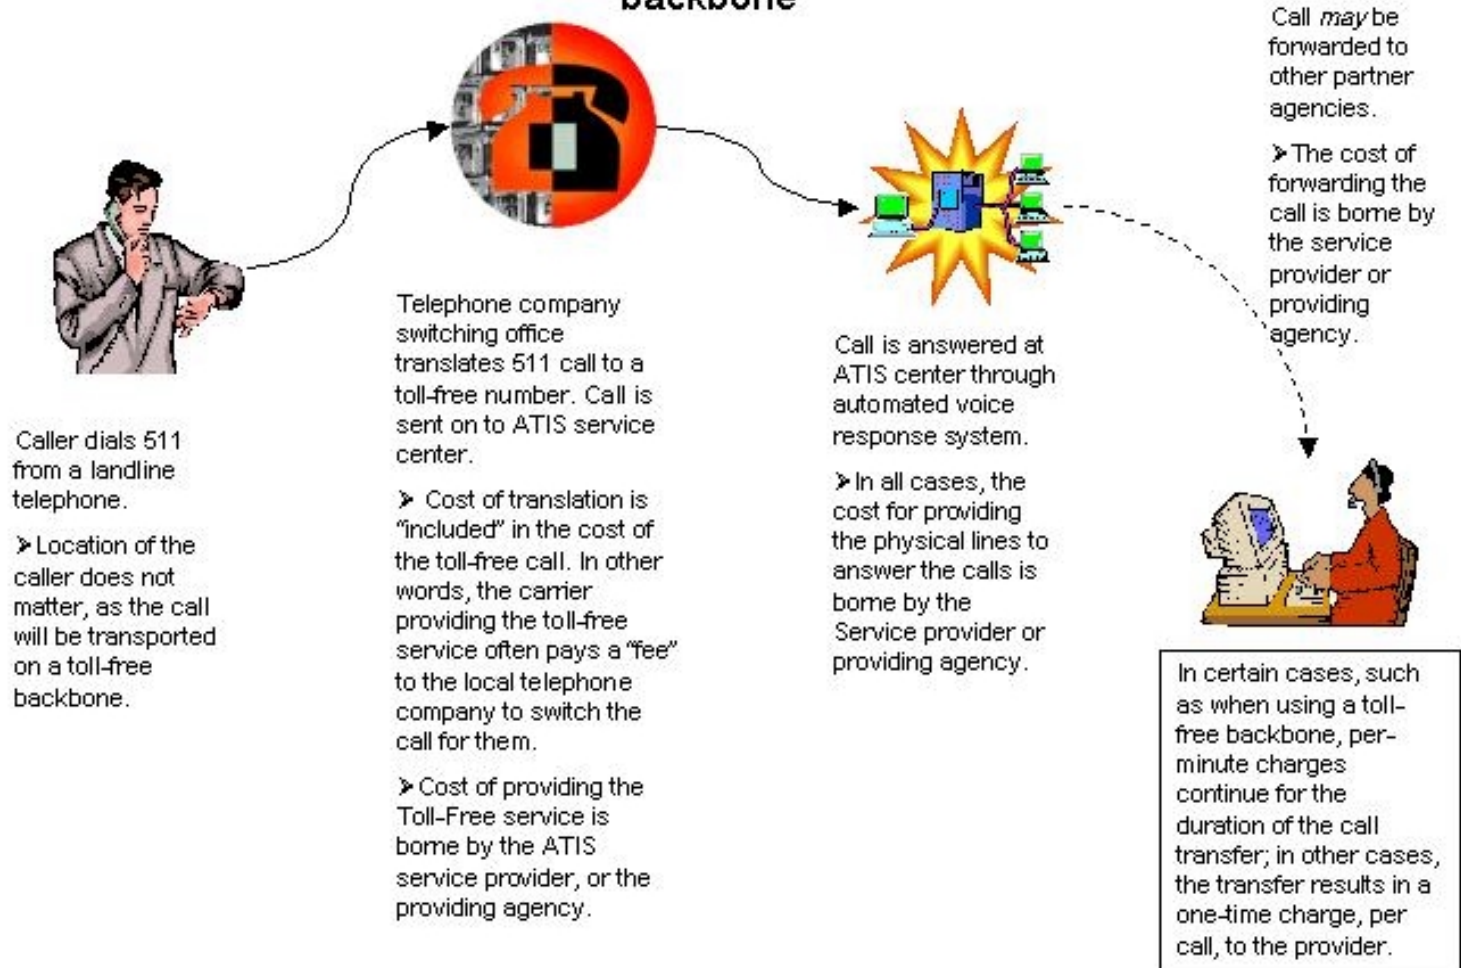 backbone
Caller dials 511
from a landline
telephone.
➢Location of the
caller does not
matter, as the call
will be transported
on a toll-free
backbone.
Telephone company
switching office
translates 511 call to a
toll-free number. Call is
sent on to ATIS service
center.
➢ Cost of translation is
“included” in the cost of
the toll-free call. In other
words, the carrier
providing the toll-free
service often pays a “fee”
to the local telephone
company to switch the
call for them.
➢Cost of providing the
Toll-Free service is
borne by the ATIS
service provider, or the
providing agency.
Call is answered at
ATIS center through
automated voice
response system.
➢In all cases, the
cost for providing
the physical lines to
answer the calls is
borne by the
Service provider or
providing agency.
Call may be
forwarded to
other partner
agencies.
➢The cost of
forwarding the
call is borne by
the service
provider or
providing
agency.
In certain cases, such
as when using a toll-
free backbone, per-
minute charges
continue for the
duration of the call
transfer; in other cases,
the transfer results in a
one-time charge, per
call, to the provider.